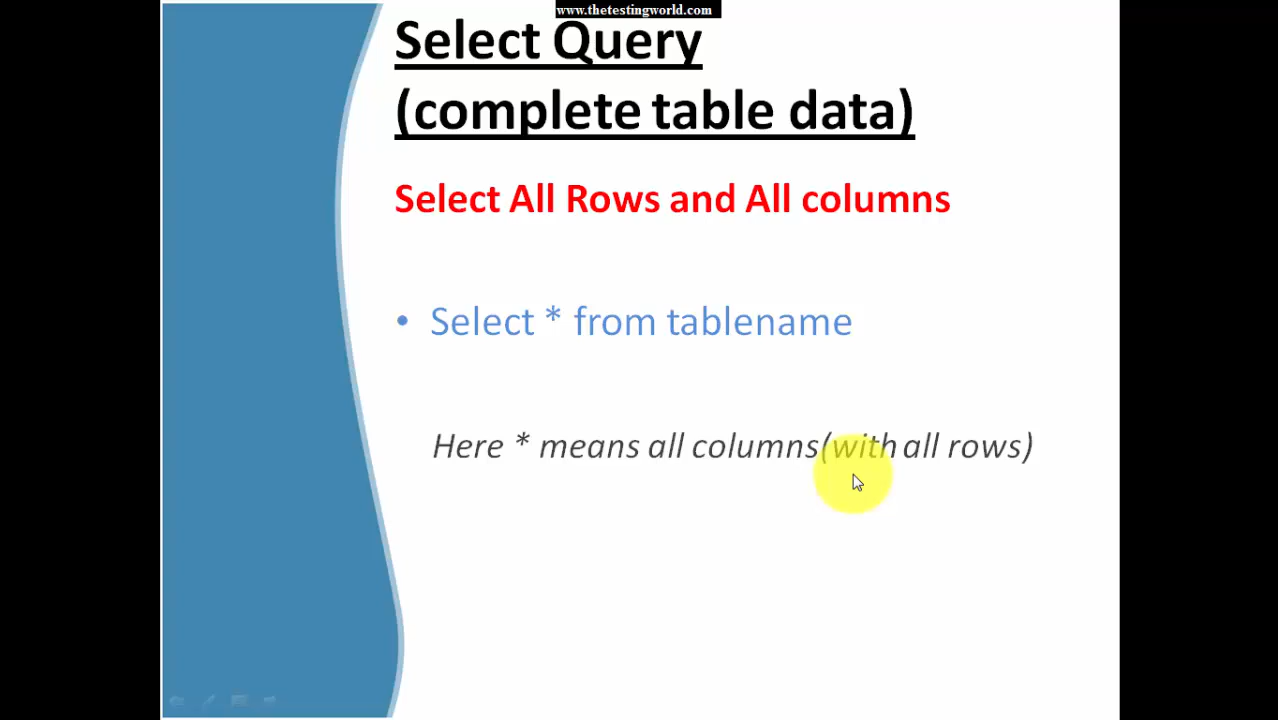 www.thetestingworld.com
Select Query
(complete table data)
Select All Rows and All columns
• Select * from tablename
Here * means all columns(with all rows)